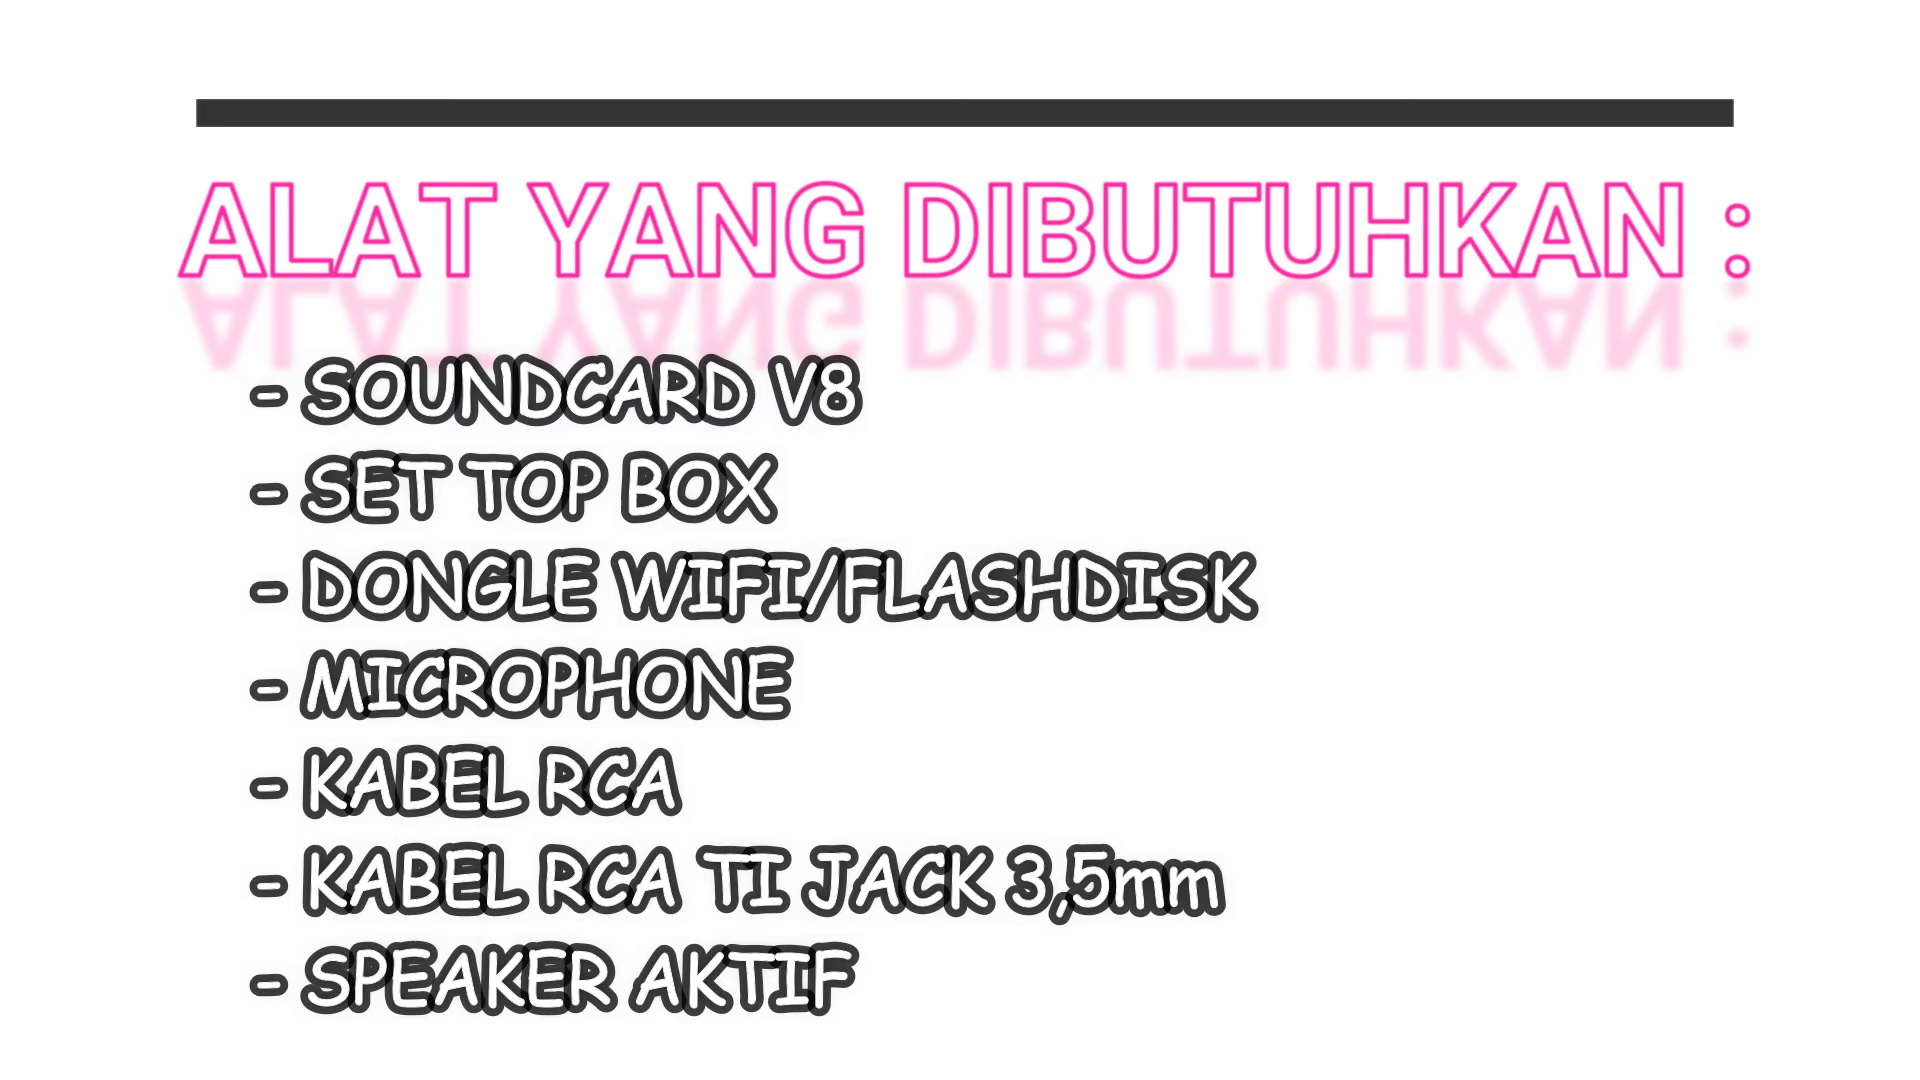 ALAT YANG DIBUTUHKAN :
- SOUNDCARD V8
- SET TOP BOX
- DONGLE WIFI/FLASHDISK
- MICROPHONE
- KABEL RCA
- KABEL RCA TI JACK 3,5mm
- SPEAKER AKTIF